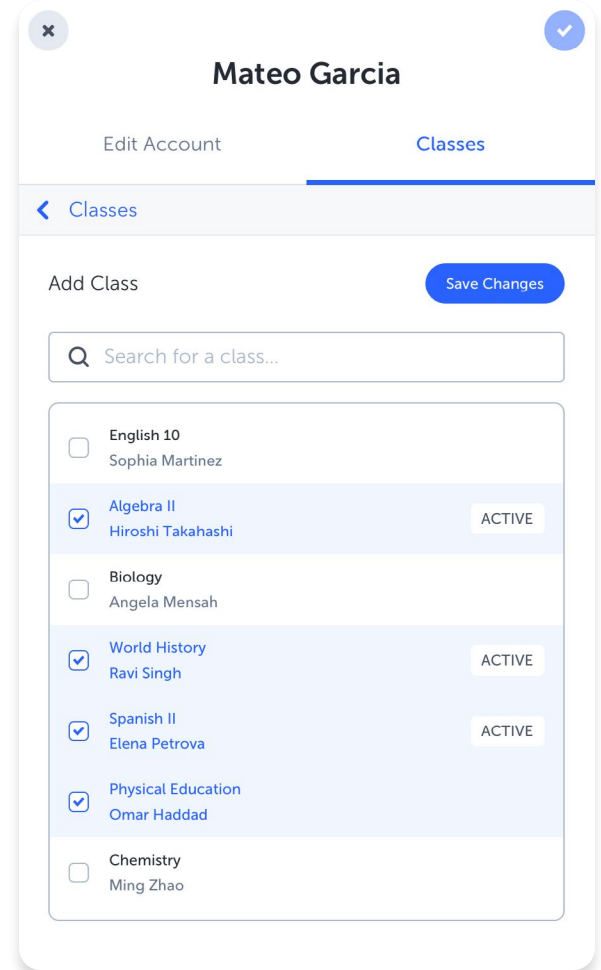 Mateo Garcia
Edit Account
Classes
Classes
Add Class
Save Changes
Search for a class...
English 10
Sophia Martinez
Algebra II
Hiroshi Takahashi
ACTIVE
Biology
Angela Mensah
World History
Ravi Singh
ACTIVE
Spanish II
Elena Petrova
ACTIVE
Physical Education
Omar Haddad
Chemistry
Ming Zhao